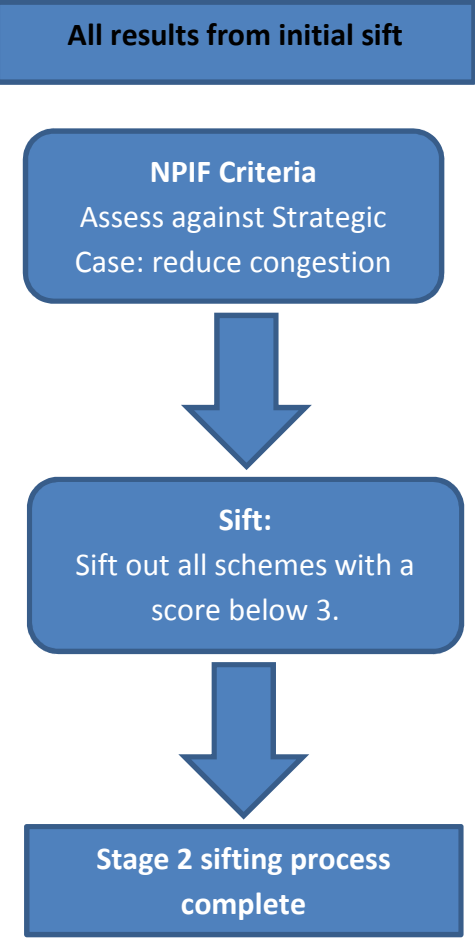 All results from initial sift
NPIF Criteria
Assess against Strategic
Case: reduce congestion
Sift:
Sift out all schemes with a
score below 3.
Stage 2 sifting process
complete